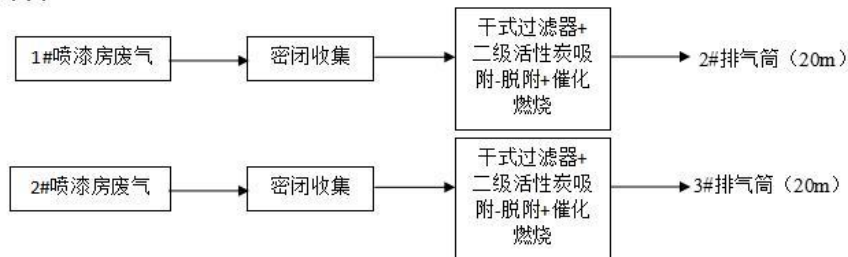 1#喷漆房废气
密闭收集
干式过滤器+
二级活性炭吸
附-脱附+催化
燃烧
2#排气筒（20m）
2#喷漆房废气
密闭收集
干式过滤器+
二级活性炭吸
附-脱附+催化
燃烧
3#排气筒（20m）